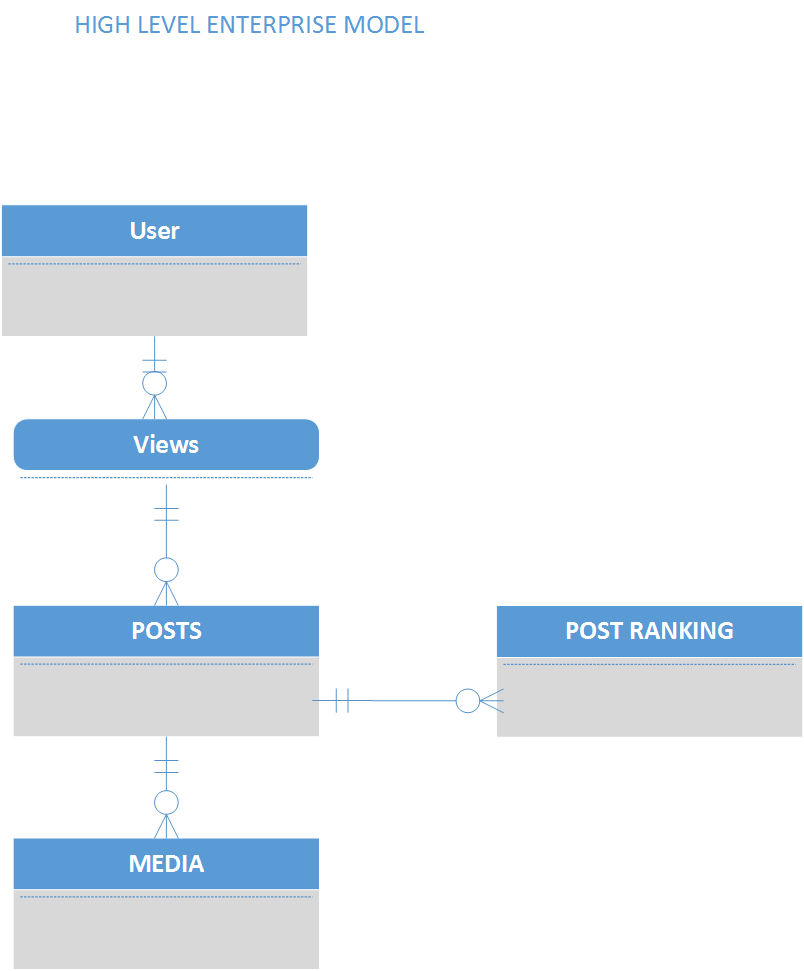 HIGH LEVEL ENTERPRISE MODEL
User
Views
POSTS
POST RANKING
MEDIA